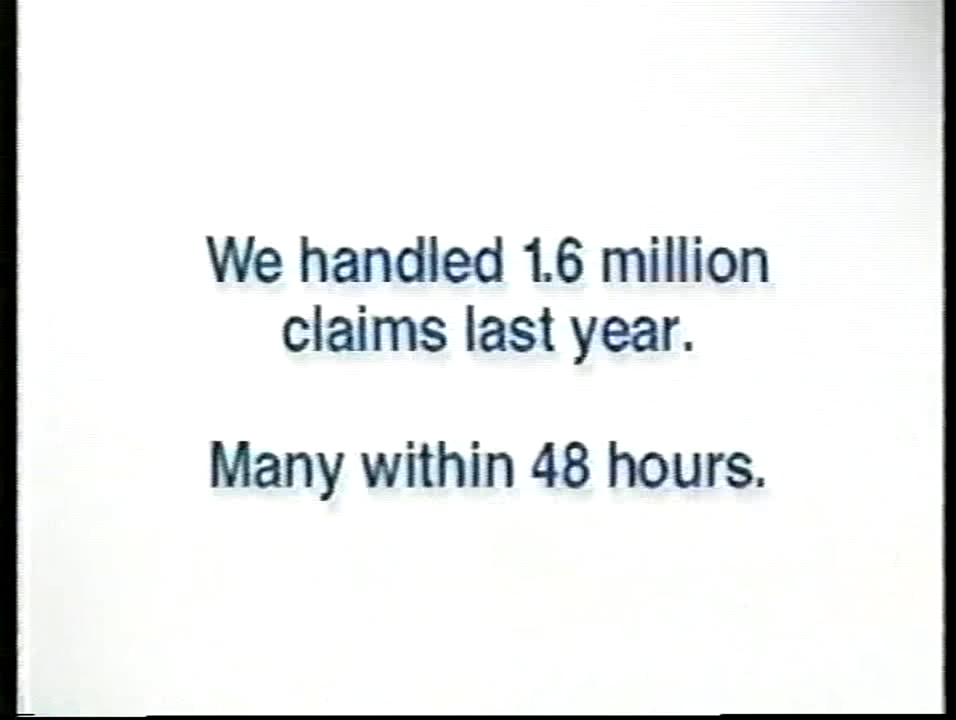 We handled 1.6 million
claims last year.
Many within 48 hours.